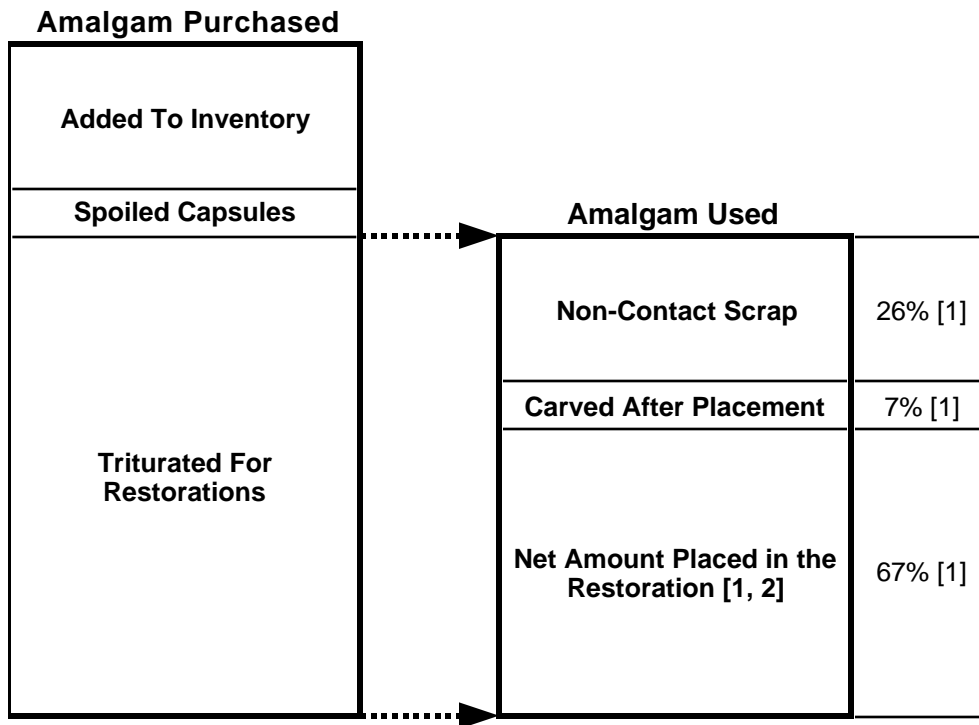 Amalgam Purchased
Added To Inventory
Spoiled Capsules
Triturated For
Restorations
Amalgam Used
Non-Contact Scrap
26% [1]
Carved After Placement
7% [1]
Net Amount Placed in the
Restoration [1, 2]
67% [1]